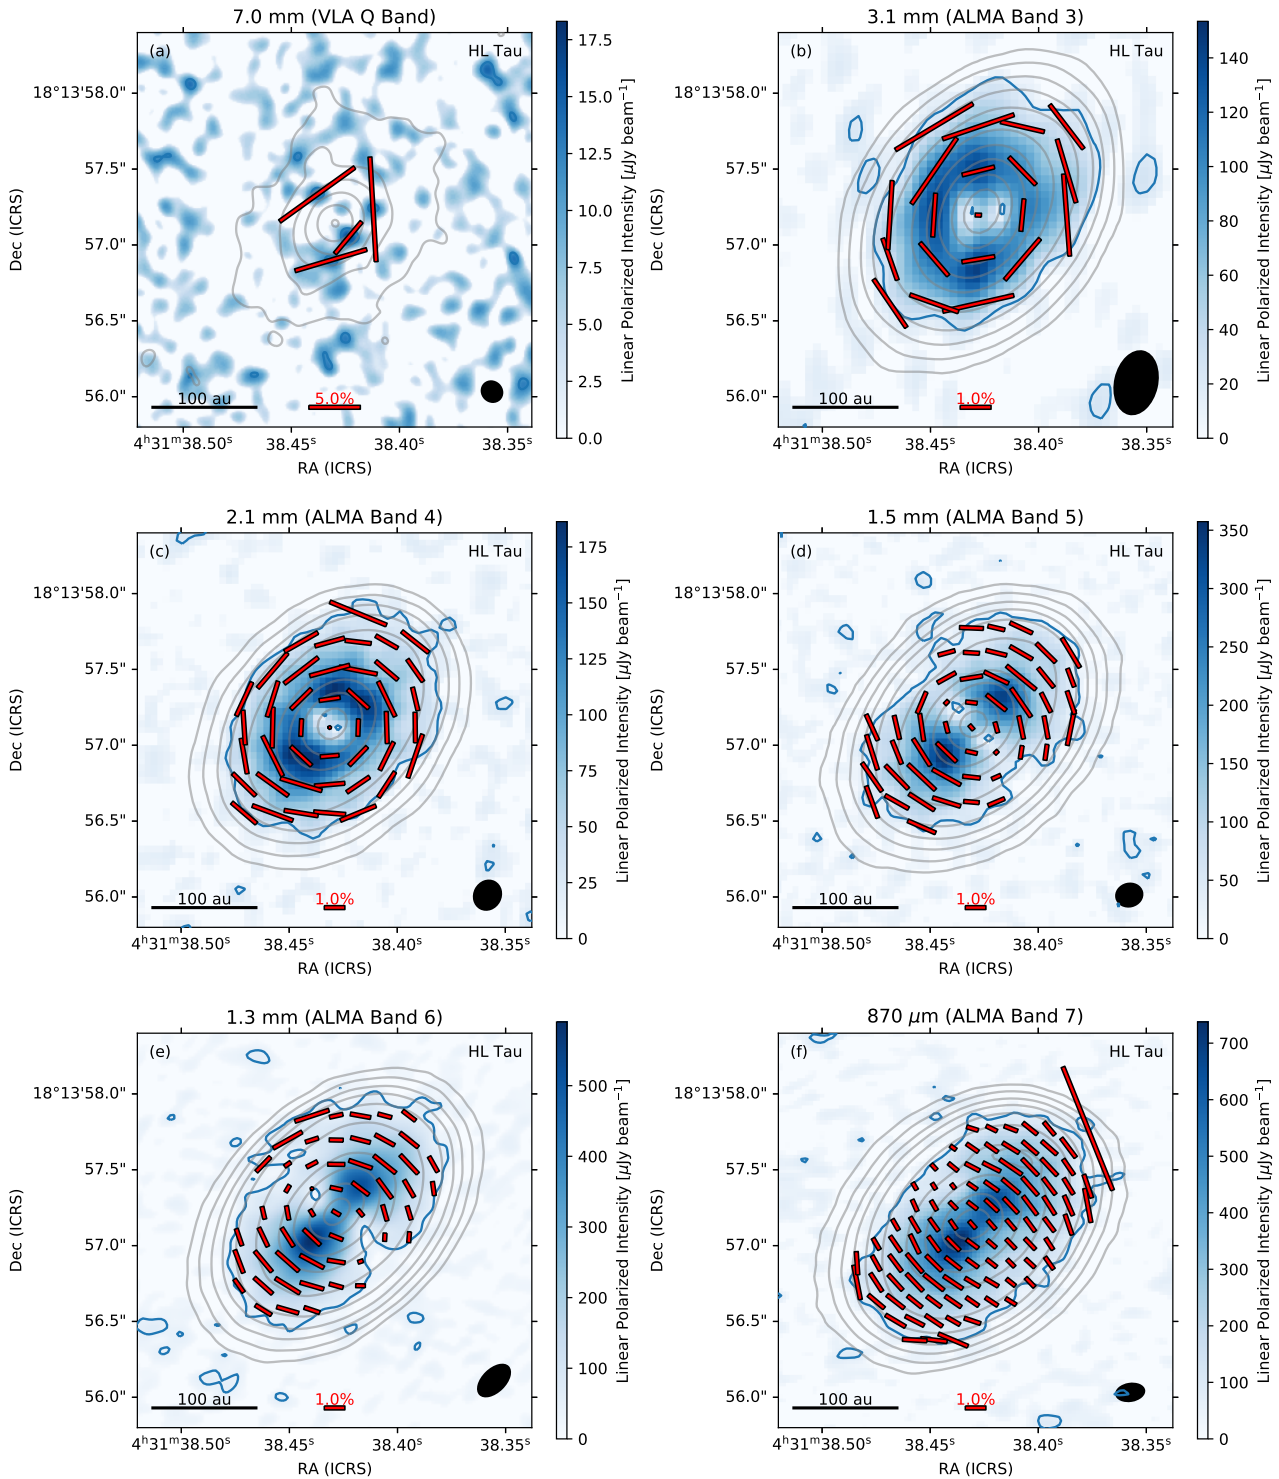 7.0 mm (VLA Q Band)
(a)
HL Tau
18°13'58.0"
57.5"
57.0"
56.5"
56.0"
Dec (ICRS)
100 au
5.0%
4ʰ31ᵐ38.50ˢ
38.45ˢ
38.40ˢ
38.35ˢ
RA (ICRS)
17.5
15.0
12.5
10.0
7.5
5.0
2.5
0.0
Linear Polarized Intensity [μJy beam⁻¹]
3.1 mm (ALMA Band 3)
(b)
HL Tau
18°13'58.0"
57.5"
57.0"
56.5"
56.0"
Dec (ICRS)
100 au
1.0%
4ʰ31ᵐ38.50ˢ
38.45ˢ
38.40ˢ
38.35ˢ
RA (ICRS)
140
120
100
80
60
40
20
0
Linear Polarized Intensity [μJy beam⁻¹]
2.1 mm (ALMA Band 4)
(c)
HL Tau
18°13'58.0"
57.5"
57.0"
56.5"
56.0"
Dec (ICRS)
100 au
1.0%
4ʰ31ᵐ38.50ˢ
38.45ˢ
38.40ˢ
38.35ˢ
RA (ICRS)
175
150
125
100
75
50
25
0
Linear Polarized Intensity [μJy beam⁻¹]
1.5 mm (ALMA Band 5)
(d)
HL Tau
18°13'58.0"
57.5"
57.0"
56.5"
56.0"
Dec (ICRS)
100 au
1.0%
4ʰ31ᵐ38.50ˢ
38.45ˢ
38.40ˢ
38.35ˢ
RA (ICRS)
350
300
250
200
150
100
50
0
Linear Polarized Intensity [μJy beam⁻¹]
1.3 mm (ALMA Band 6)
(e)
HL Tau
18°13'58.0"
57.5"
57.0"
56.5"
56.0"
Dec (ICRS)
100 au
1.0%
4ʰ31ᵐ38.50ˢ
38.45ˢ
38.40ˢ
38.35ˢ
RA (ICRS)
500
400
300
200
100
0
Linear Polarized Intensity [μJy beam⁻¹]
870 μm (ALMA Band 7)
(f)
HL Tau
18°13'58.0"
57.5"
57.0"
56.5"
56.0"
Dec (ICRS)
100 au
1.0%
4ʰ31ᵐ38.50ˢ
38.45ˢ
38.40ˢ
38.35ˢ
RA (ICRS)
700
600
500
400
300
200
100
0
Linear Polarized Intensity [μJy beam⁻¹]